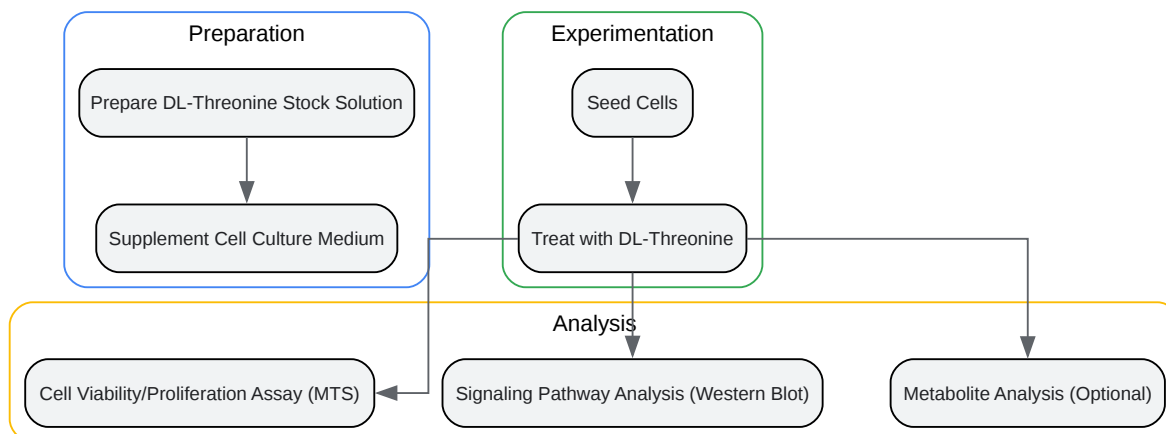 Preparation
Prepare DL-Threonine Stock Solution
Supplement Cell Culture Medium
Experimentation
Seed Cells
Treat with DL-Threonine
Analysis
Cell Viability/Proliferation Assay (MTS)
Signaling Pathway Analysis (Western Blot)
Metabolite Analysis (Optional)